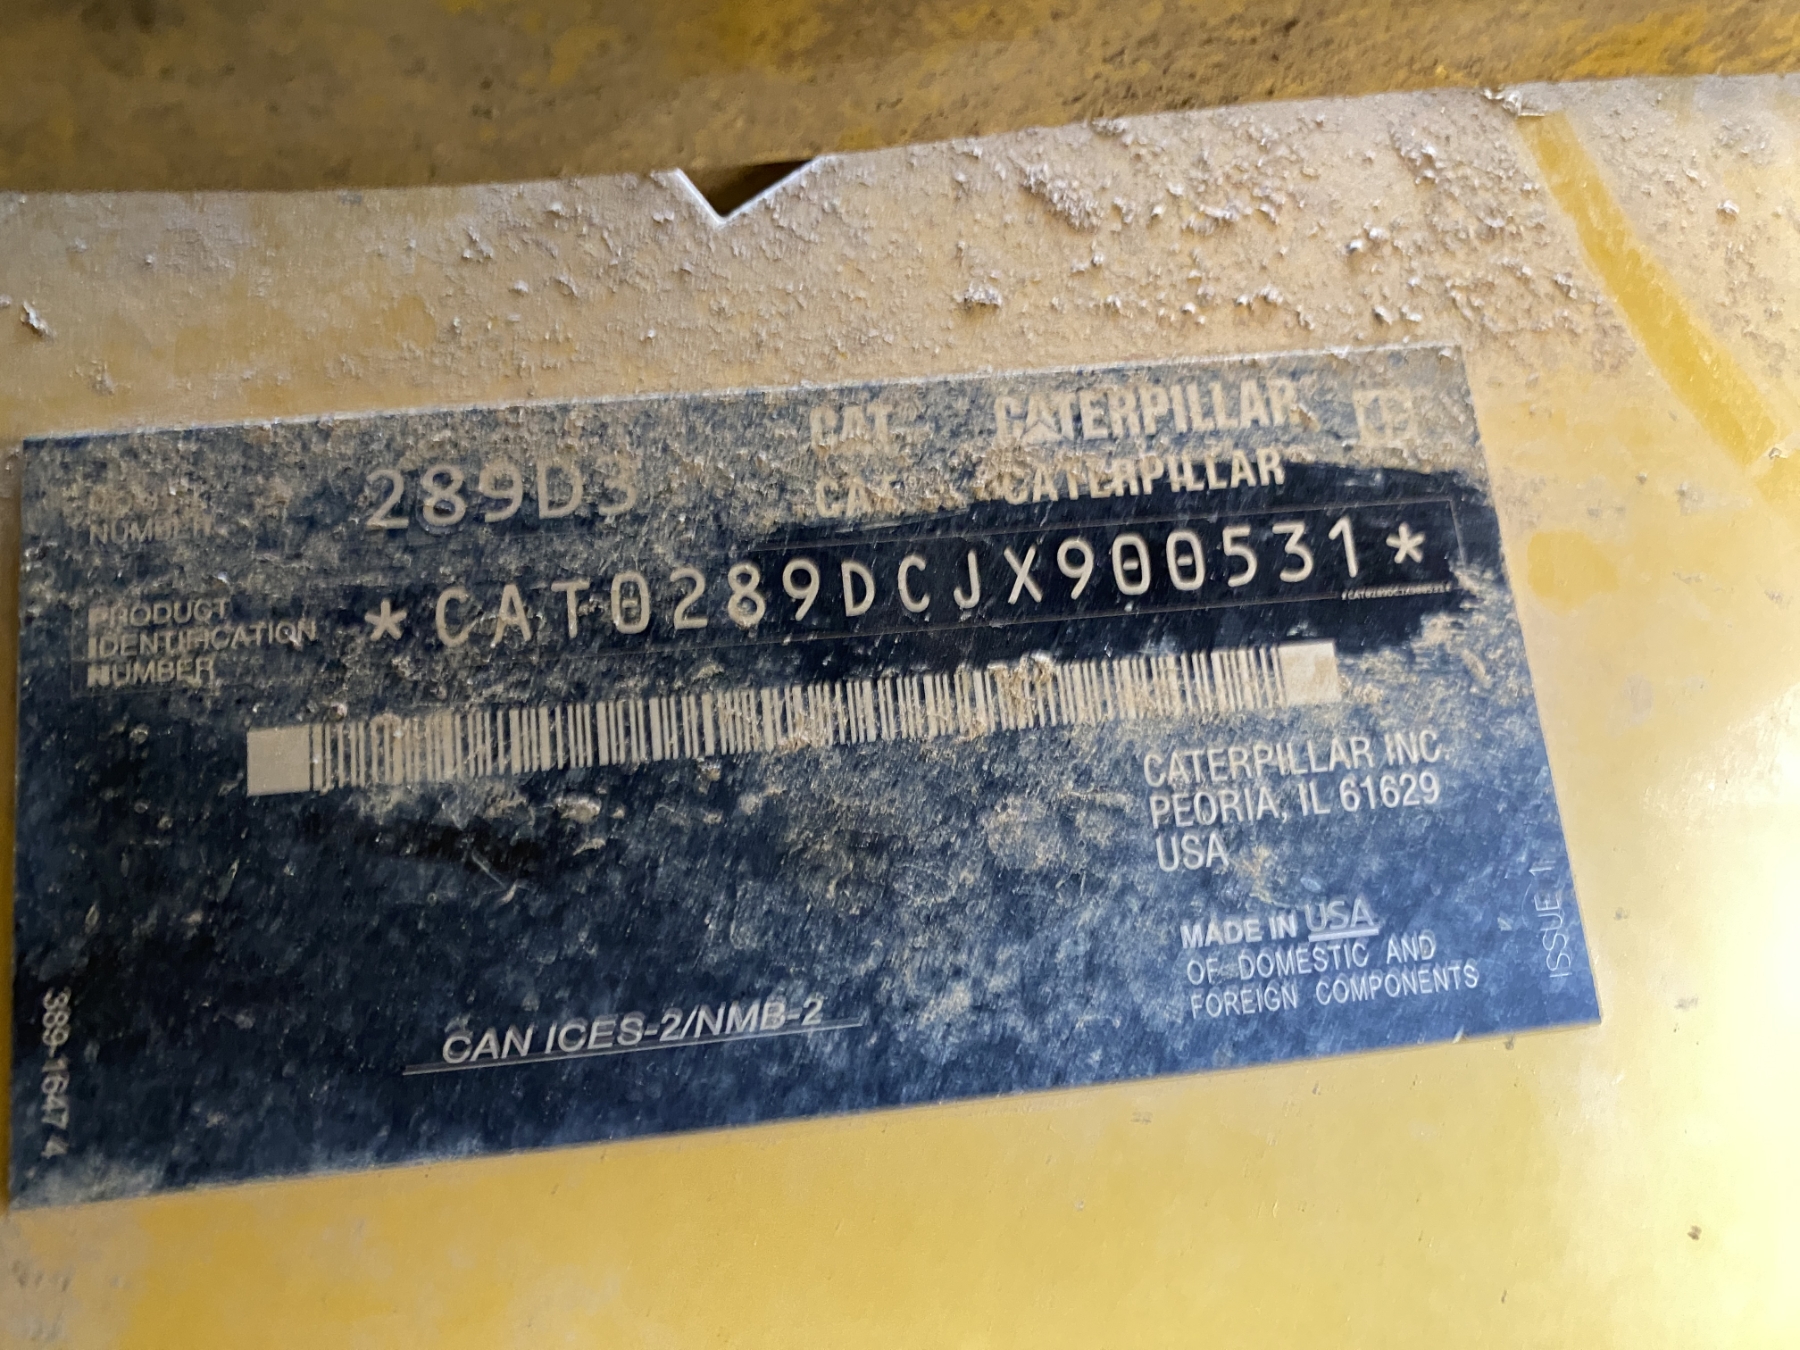 CAT® CATERPILLAR
NUMBER 289D3 CAT® CATERPILLAR
PRODUCT
IDENTIFICATION
NUMBER
*CAT0289DCJX900531*
CATERPILLAR INC.
PEORIA, IL 61629
USA
MADE IN USA
OF DOMESTIC AND
FOREIGN COMPONENTS
ISSUE 1
CAN ICES-2/NMB-2
389-1647 4